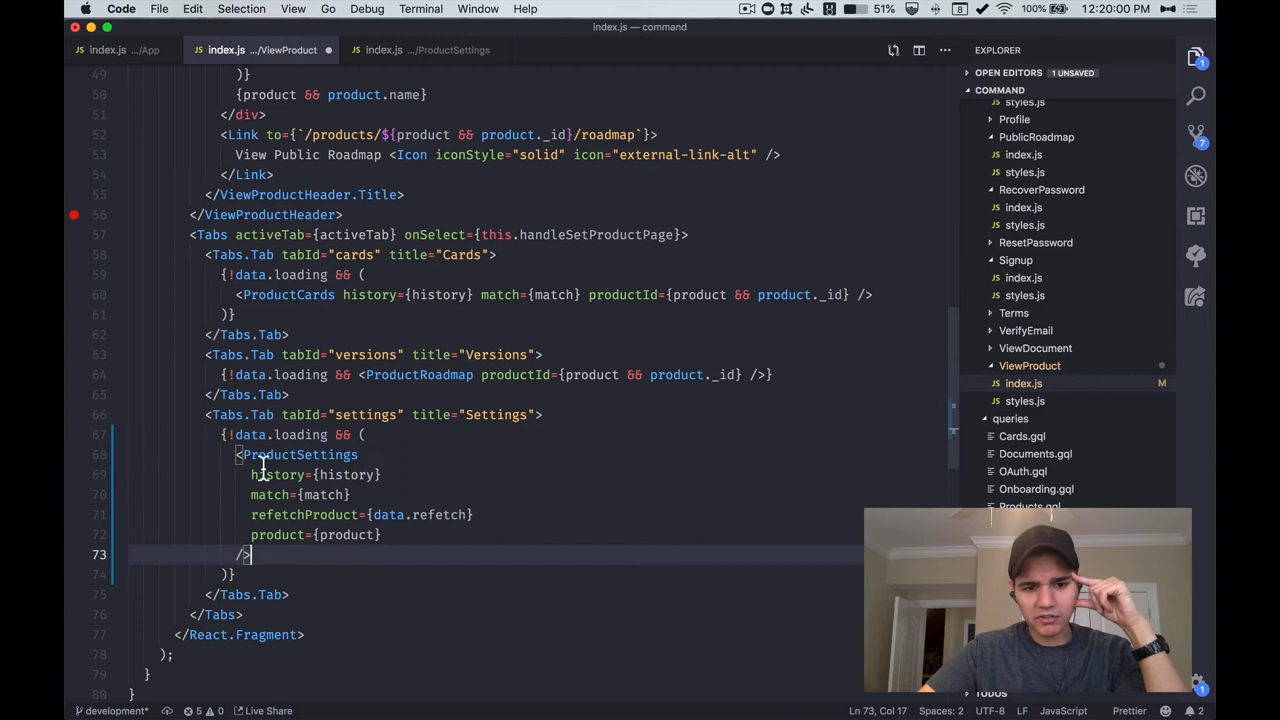 Code File Edit Selection View Go Debug Terminal Window Help 51% 8 100% 12:20:00 PM
index.js — command
index.js .../App index.js .../ViewProduct index.js .../ProductSettings
49 )}
50 {product && product.name}
51 </div>
52 <Link to={`/products/${product && product._id}/roadmap`}>
53 View Public Roadmap <Icon iconStyle="solid" icon="external-link-alt" />
54 </Link>
55 </ViewProductHeader.Title>
56 </ViewProductHeader>
57 <Tabs activeTab={activeTab} onSelect={this.handleSetProductPage}>
58 <Tabs.Tab tabId="cards" title="Cards">
59 {!data.loading && (
60 <ProductCards history={history} match={match} productId={product && product._id} />
61 )}
62 </Tabs.Tab>
63 <Tabs.Tab tabId="versions" title="Versions">
64 {!data.loading && <ProductRoadmap productId={product && product._id} />}
65 </Tabs.Tab>
66 <Tabs.Tab tabId="settings" title="Settings">
67 {!data.loading && (
68 <ProductSettings
69 history={history}
70 match={match}
71 refetchProduct={data.refetch}
72 product={product}
73 />
74 )}
75 </Tabs.Tab>
76 </Tabs>
77 </React.Fragment>
78 );
79 }
80 }
EXPLORER
OPEN EDITORS 1 UNSAVED
COMMAND
styles.js
Profile
PublicRoadmap
index.js
styles.js
RecoverPassword
index.js
styles.js
ResetPassword
Signup
index.js
styles.js
Terms
VerifyEmail
ViewDocument
ViewProduct
index.js M
styles.js
queries
Cards.gql
Documents.gql
OAuth.gql
Onboarding.gql
Products.gql
TODOS
1
7
1
development* 5 0 Live Share Ln 73, Col 17 Spaces: 2 UTF-8 LF JavaScript Prettier 2